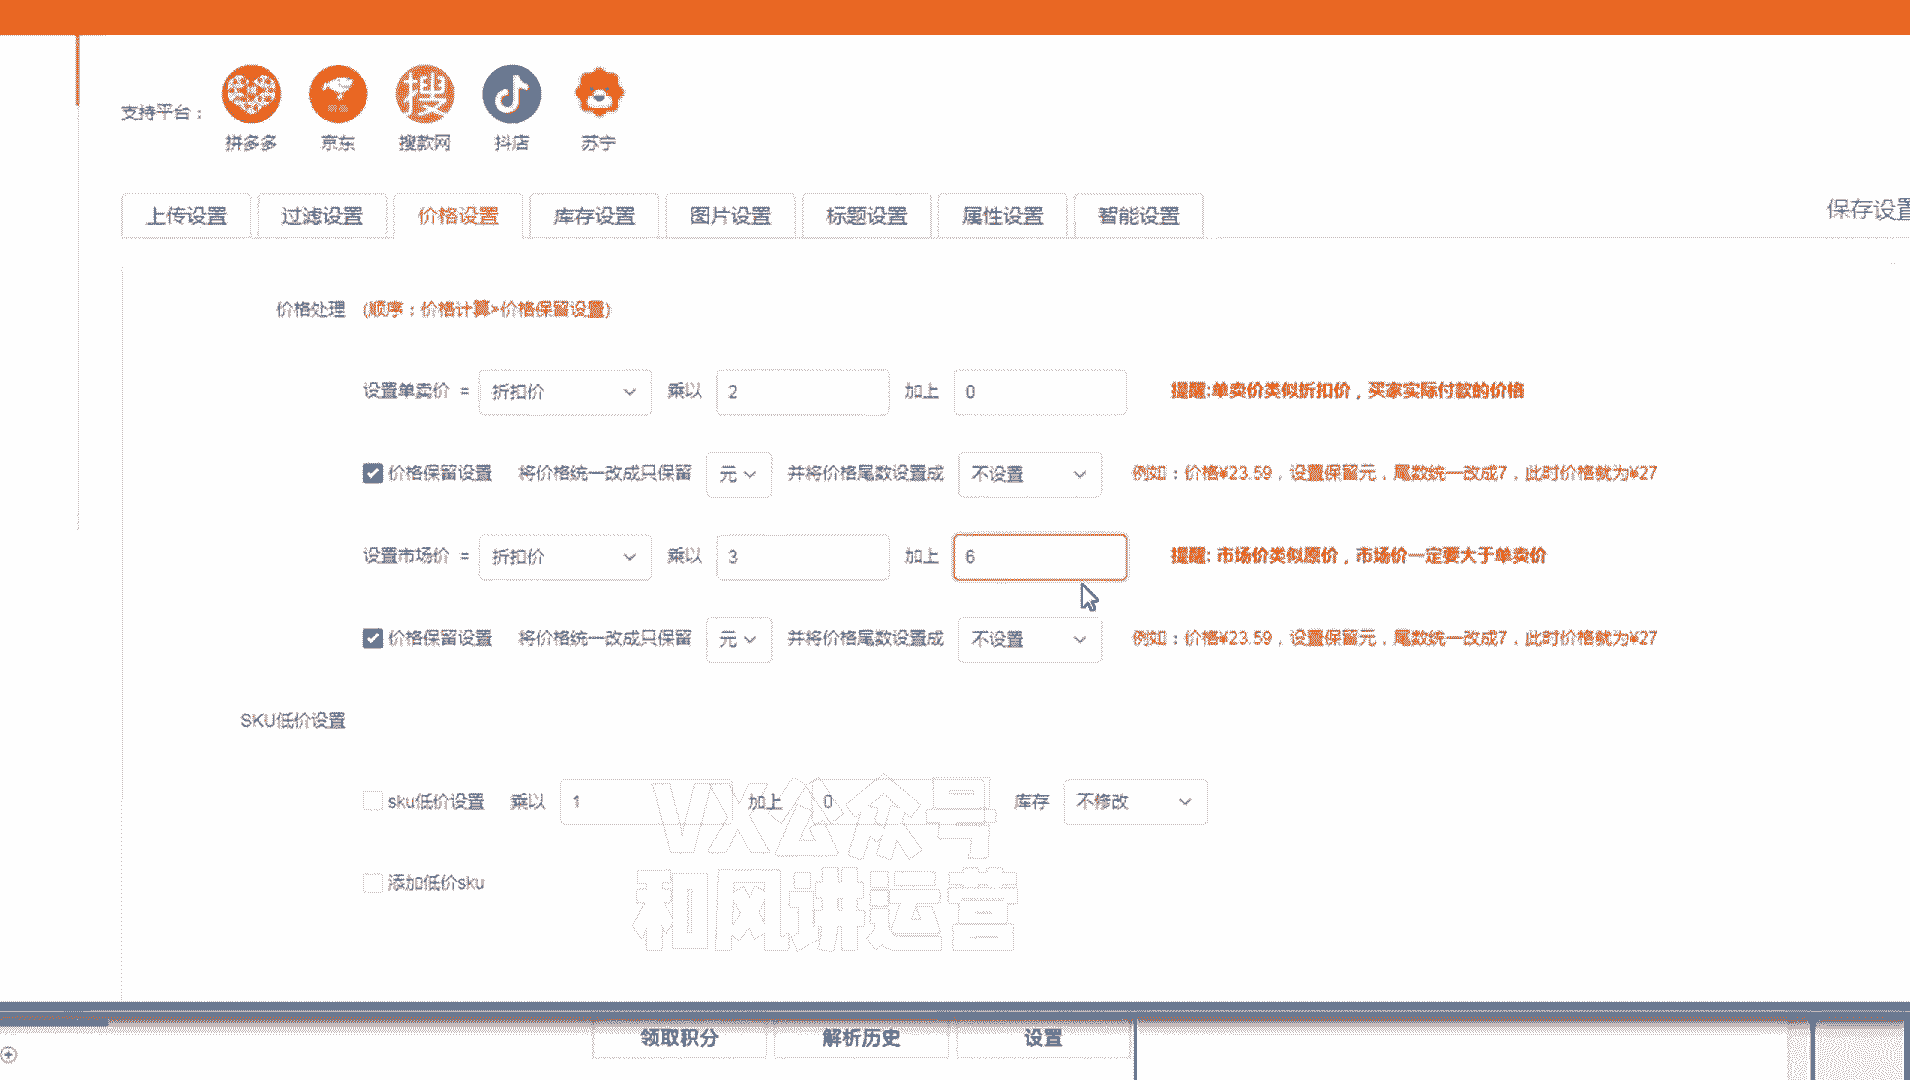 支持平台：
拼多多 京东 搜款网 抖店 苏宁
搜
上传设置 过滤设置 价格设置 库存设置 图片设置 标题设置 属性设置 智能设置 保存设置
价格处理 (顺序：价格计算>价格保留设置)
设置单卖价 = 折扣价 乘以 2 加上 0 提醒:单卖价类似折扣价，买家实际付款的价格
价格保留设置 将价格统一改成只保留 元 并将价格尾数设置成 不设置 例如：价格¥23.59，设置保留元，尾数统一改成7，此时价格就为¥27
设置市场价 = 折扣价 乘以 3 加上 6 提醒: 市场价类似原价，市场价一定要大于单卖价
价格保留设置 将价格统一改成只保留 元 并将价格尾数设置成 不设置 例如：价格¥23.59，设置保留元，尾数统一改成7，此时价格就为¥27
SKU低价设置
sku低价设置 乘以 1 加上 0 库存 不修改
添加低价sku
VX公众号
和风讲运营
领取积分 解析历史 设置